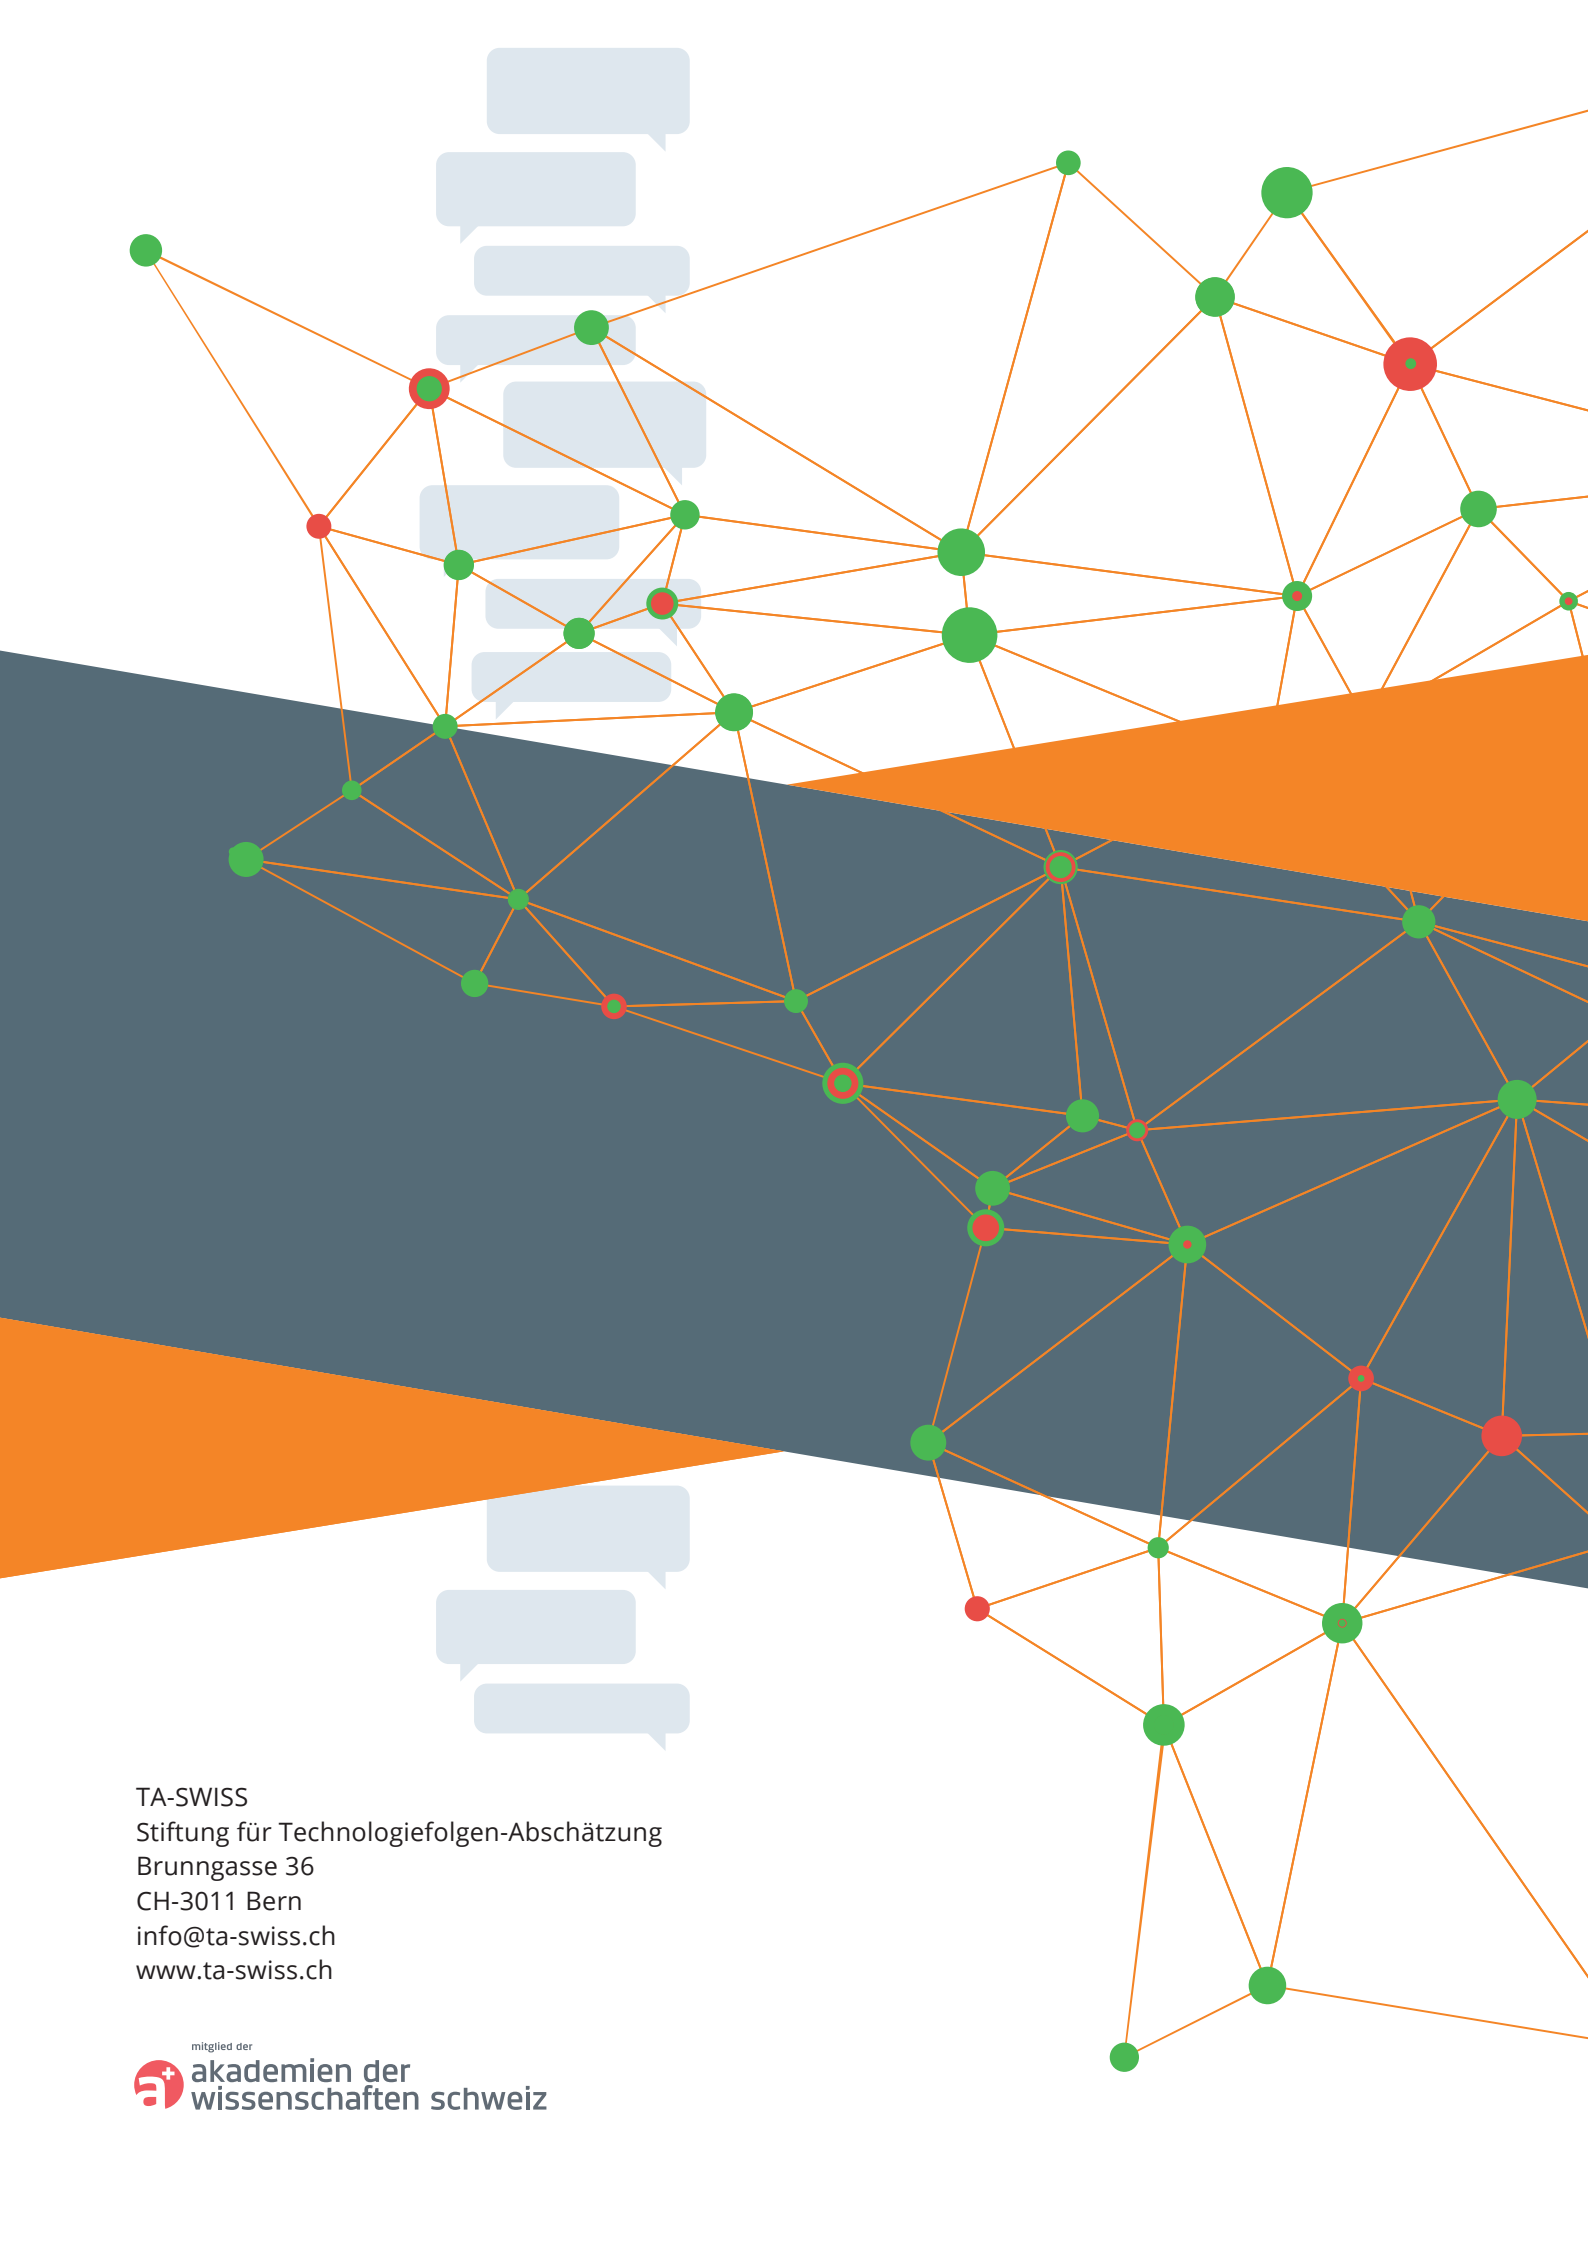 TA-SWISS
Stiftung für Technologiefolgen-Abschätzung
Brunngasse 36
CH-3011 Bern
info@ta-swiss.ch
www.ta-swiss.ch
mitglied der
akademien der
wissenschaften schweiz